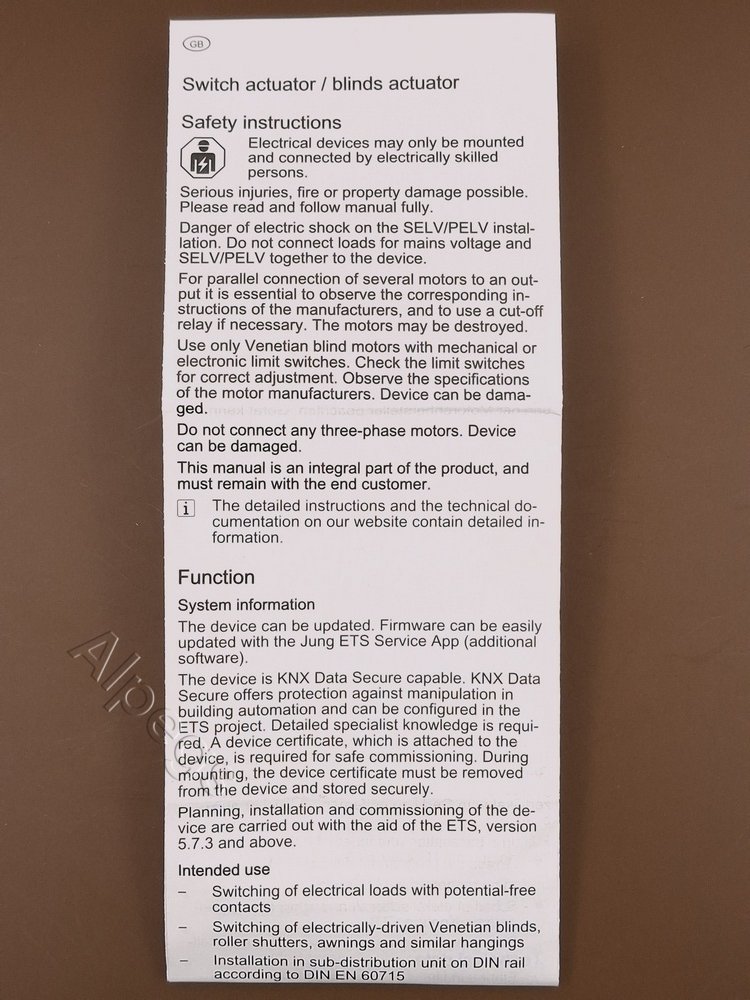 GB
Switch actuator / blinds actuator
Safety instructions
Electrical devices may only be mounted
and connected by electrically skilled
persons.
Serious injuries, fire or property damage possible.
Please read and follow manual fully.
Danger of electric shock on the SELV/PELV instal-
lation. Do not connect loads for mains voltage and
SELV/PELV together to the device.
For parallel connection of several motors to an out-
put it is essential to observe the corresponding in-
structions of the manufacturers, and to use a cut-off
relay if necessary. The motors may be destroyed.
Use only Venetian blind motors with mechanical or
electronic limit switches. Check the limit switches
for correct adjustment. Observe the specifications
of the motor manufacturers. Device can be dama-
ged.
Do not connect any three-phase motors. Device
can be damaged.
This manual is an integral part of the product, and
must remain with the end customer.
i The detailed instructions and the technical do-
cumentation on our website contain detailed in-
formation.
Function
System information
The device can be updated. Firmware can be easily
updated with the Jung ETS Service App (additional
software).
The device is KNX Data Secure capable. KNX Data
Secure offers protection against manipulation in
building automation and can be configured in the
ETS project. Detailed specialist knowledge is requi-
red. A device certificate, which is attached to the
device, is required for safe commissioning. During
mounting, the device certificate must be removed
from the device and stored securely.
Planning, installation and commissioning of the de-
vice are carried out with the aid of the ETS, version
5.7.3 and above.
Intended use
– Switching of electrical loads with potential-free
contacts
– Switching of electrically-driven Venetian blinds,
roller shutters, awnings and similar hangings
– Installation in sub-distribution unit on DIN rail
according to DIN EN 60715